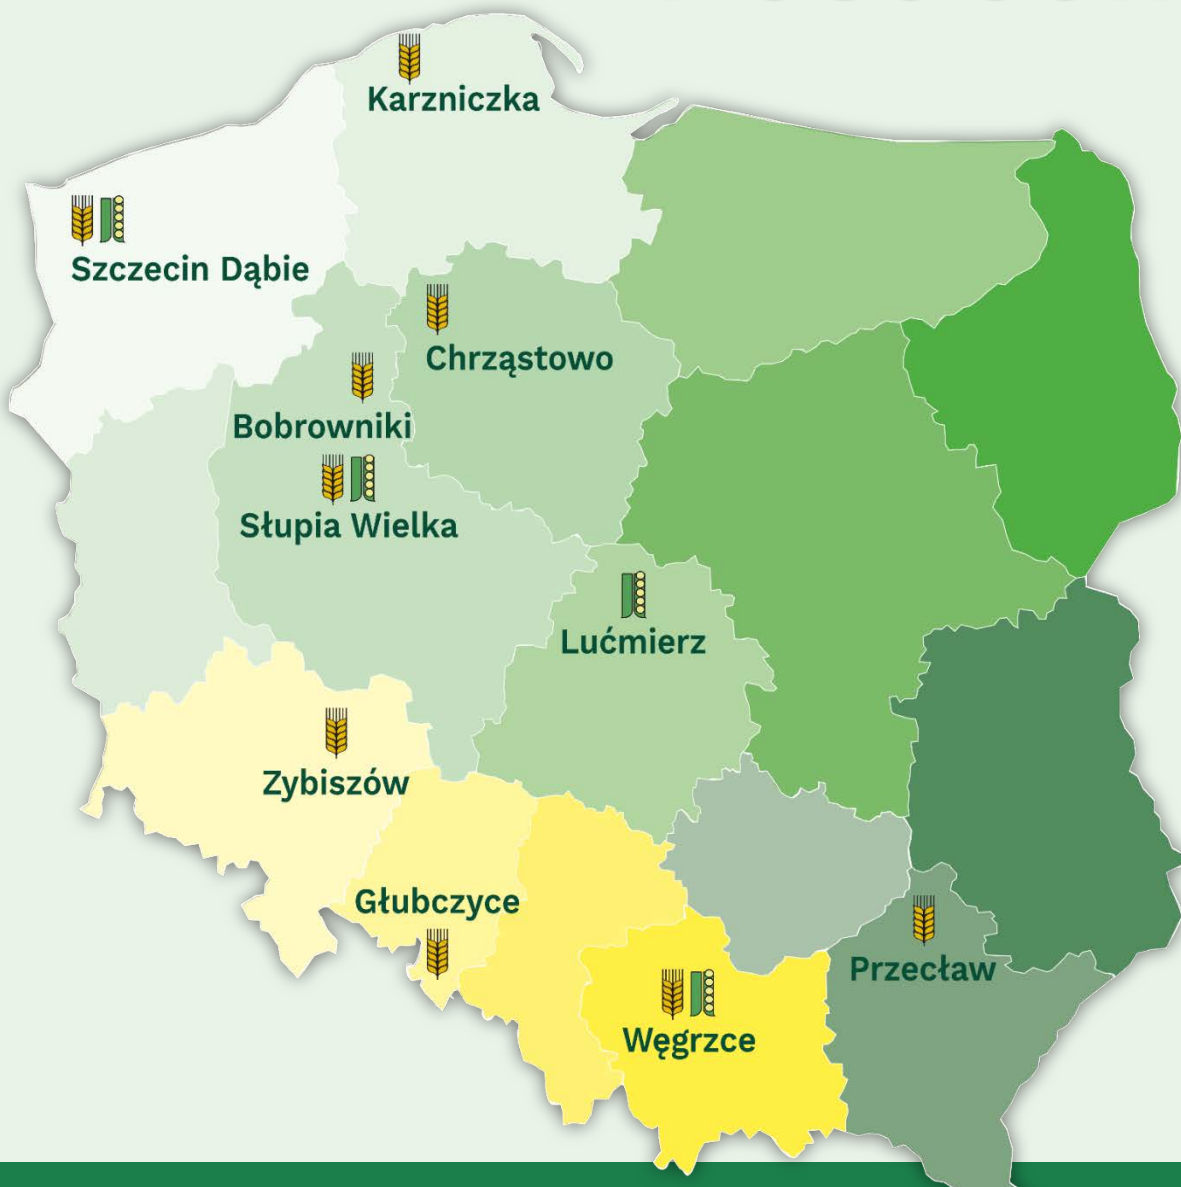 Karzniczka
Szczecin Dąbie
Chrząstowo
Bobrowniki
Słupia Wielka
Lućmierz
Zybiszów
Głubczyce
Przecław
Węgrzce